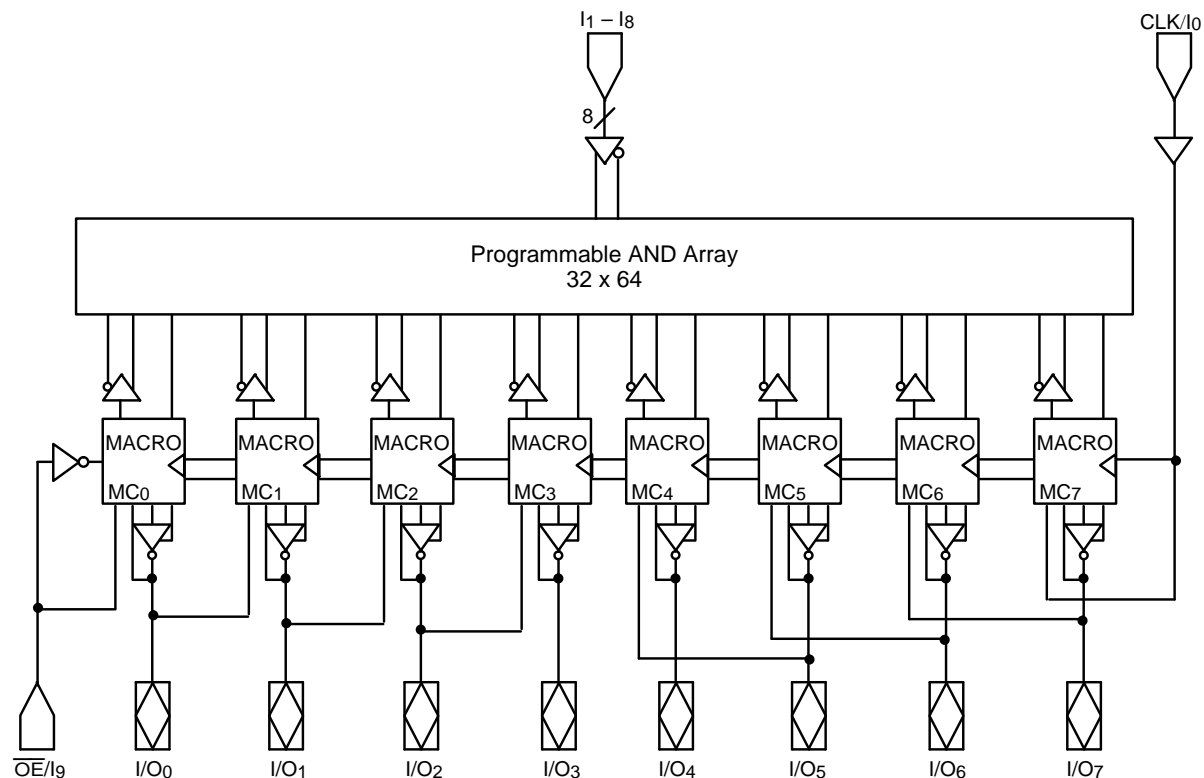 I1 – I8
CLK/I0
8
Programmable AND Array
32 x 64
MACRO MACRO MACRO MACRO MACRO MACRO MACRO MACRO
MC0 MC1 MC2 MC3 MC4 MC5 MC6 MC7
O̅E̅/I9 I/O0 I/O1 I/O2 I/O3 I/O4 I/O5 I/O6 I/O7